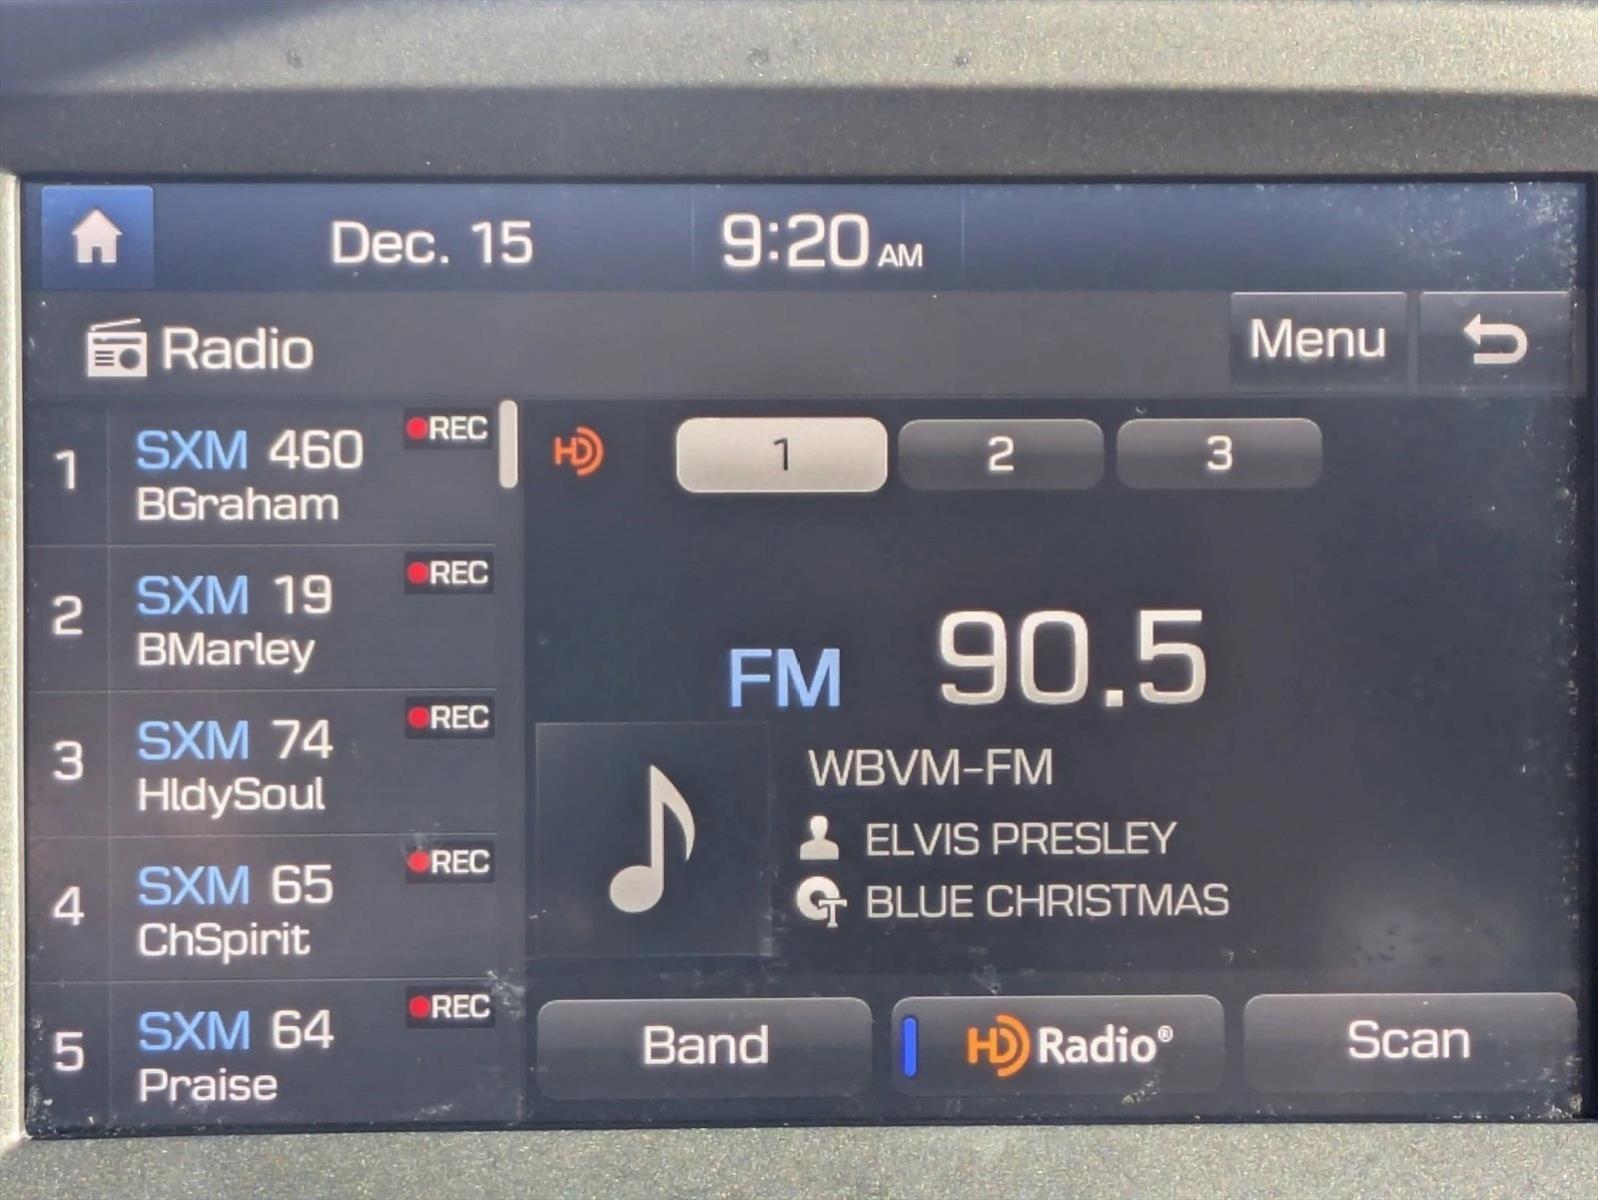 Dec. 15
9:20 AM
Radio
Menu
1
SXM 460
REC
BGraham
2
SXM 19
REC
BMarley
3
SXM 74
REC
HldySoul
4
SXM 65
REC
ChSpirit
5
SXM 64
REC
Praise
HD
1
2
3
FM 90.5
WBVM-FM
ELVIS PRESLEY
T
BLUE CHRISTMAS
Band
HD Radio®
Scan